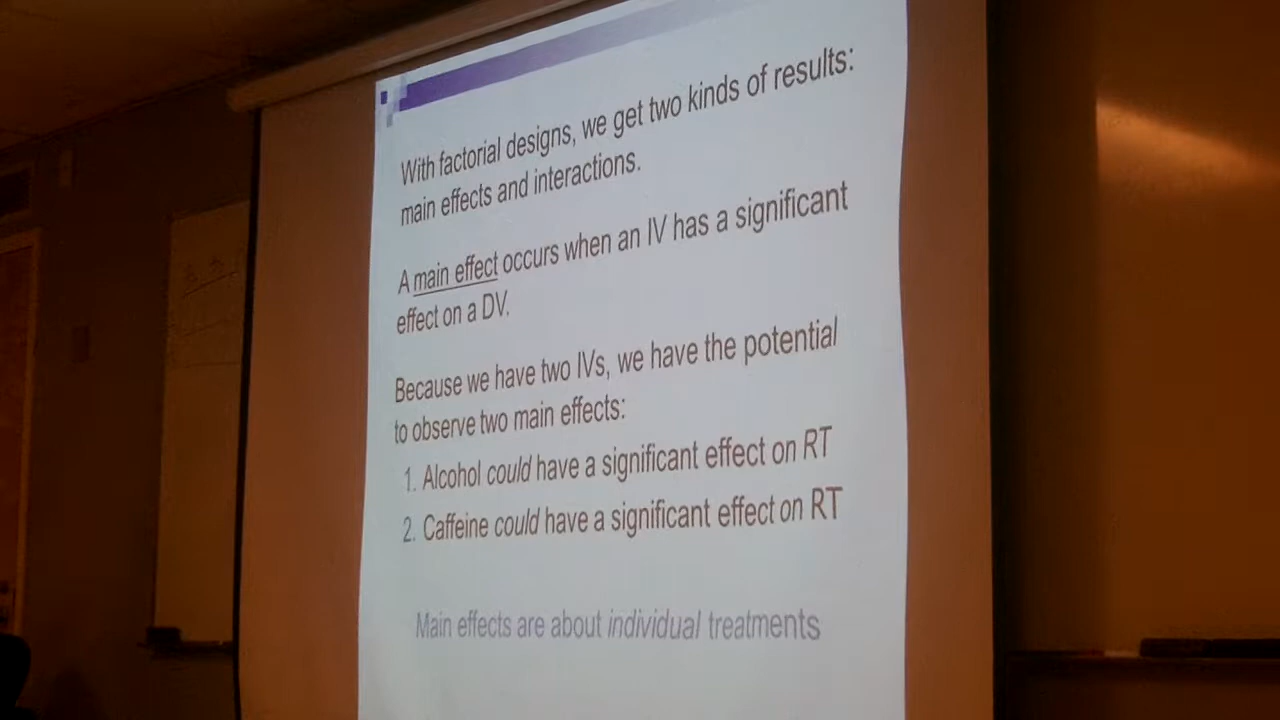 With factorial designs, we get two kinds of results:
main effects and interactions.
A main effect occurs when an IV has a significant
effect on a DV.
Because we have two IVs, we have the potential
to observe two main effects:
1. Alcohol could have a significant effect on RT
2. Caffeine could have a significant effect on RT
Main effects are about individual treatments